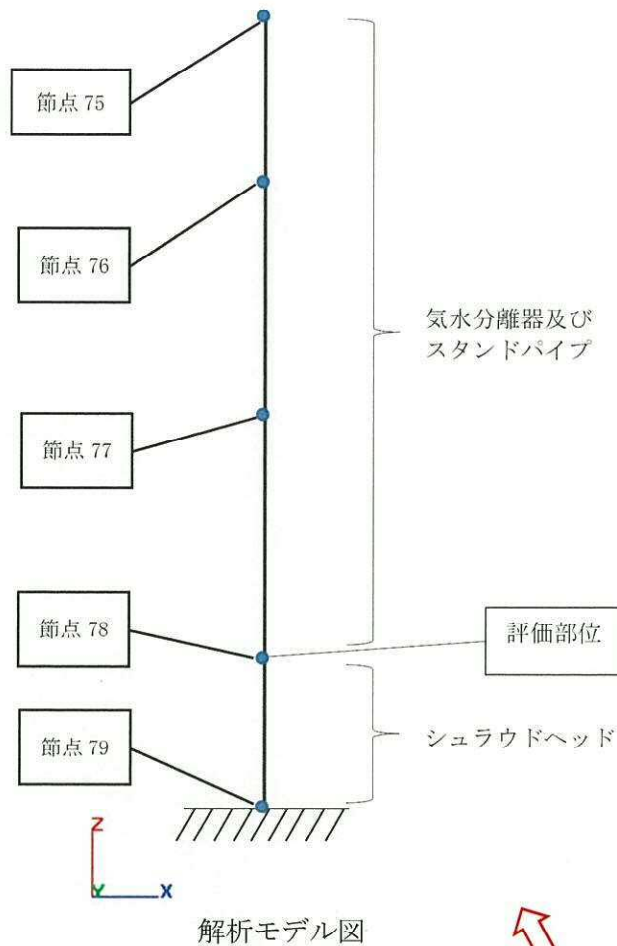 節点 75
節点 76
気水分離器及び
スタンドパイプ
節点 77
節点 78
評価部位
節点 79
シュラウドヘッド
Z
Y
X
解析モデル図